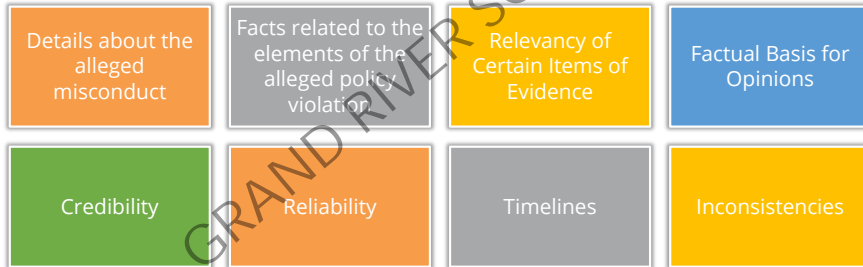 Details about the
alleged
misconduct
Facts related to the
elements of the
alleged policy
violation
Relevancy of
Certain Items of
Evidence
Factual Basis for
Opinions
Credibility
Reliability
Timelines
Inconsistencies
GRAND RIVER